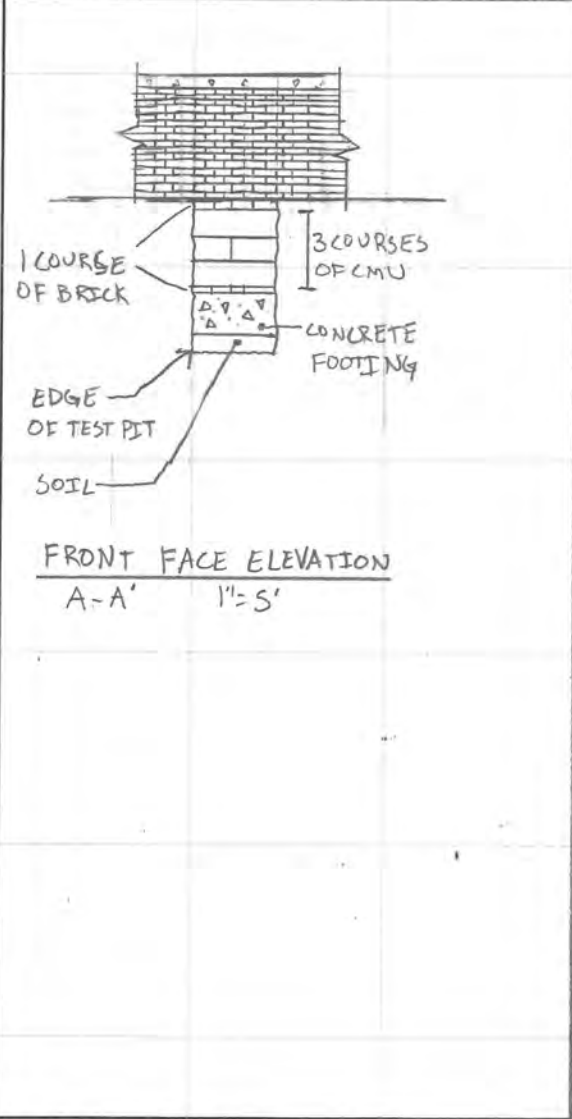 1 COURSE
OF BRICK
3 COURSES
OF CMU
CONCRETE
FOOTING
EDGE
OF TEST PIT
SOIL
FRONT FACE ELEVATION
A-A' 1"=5'